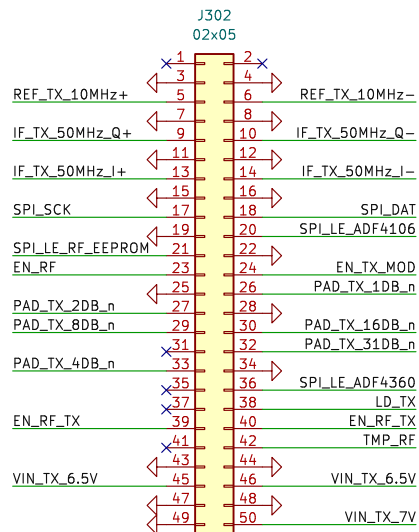 J302
02x05
1 2
3 4
REF_TX_10MHz+ 5 6 REF_TX_10MHz-
7 8
IF_TX_50MHz_Q+ 9 10 IF_TX_50MHz_Q-
11 12
IF_TX_50MHz_I+ 13 14 IF_TX_50MHz_I-
15 16
SPI_SCK 17 18 SPI_DAT
19 20 SPI_LE_ADF4106
SPI_LE_RF_EEPROM 21 22
EN_RF 23 24 EN_TX_MOD
25 26 PAD_TX_1DB_n
PAD_TX_2DB_n 27 28
PAD_TX_8DB_n 29 30 PAD_TX_16DB_n
31 32 PAD_TX_31DB_n
PAD_TX_4DB_n 33 34
35 36 SPI_LE_ADF4360
37 38 LD_TX
EN_RF_TX 39 40 EN_RF_TX
41 42 TMP_RF
43 44
VIN_TX_6.5V 45 46 VIN_TX_6.5V
47 48
49 50 VIN_TX_7V